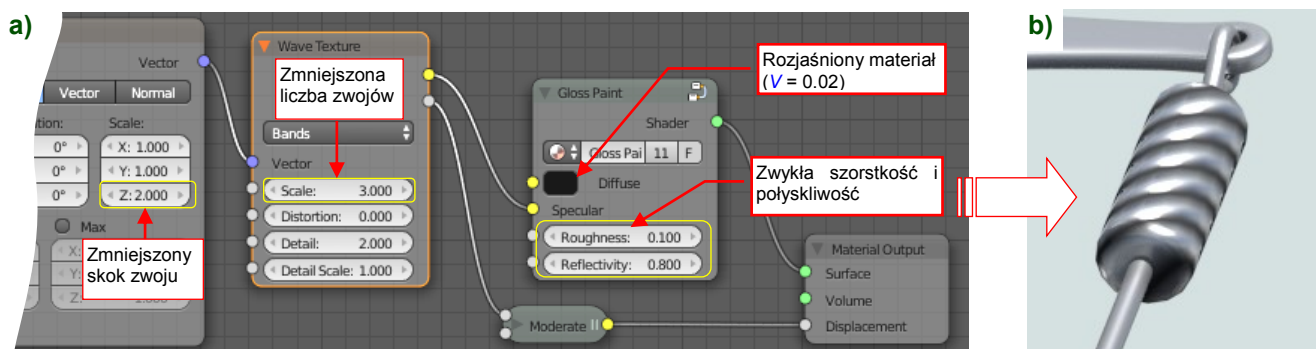 a)
Vector
Vector
Normal
Scale:
0°
X: 1.000
0°
Y: 1.000
0°
Z: 2.000
Max
Zmniejszony
skok zwoju
Wave Texture
Zmniejszona
liczba zwojów
Bands
Vector
Scale: 3.000
Distortion: 0.000
Detail: 2.000
Detail Scale: 1.000
Rozjaśniony materiał
(V = 0.02)
Gloss Paint
Shader
Gloss Pai 11 F
Diffuse
Specular
Roughness: 0.100
Reflectivity: 0.800
Zwykła szorstkość i
połyskliwość
Moderate
Material Output
Surface
Volume
Displacement
b)